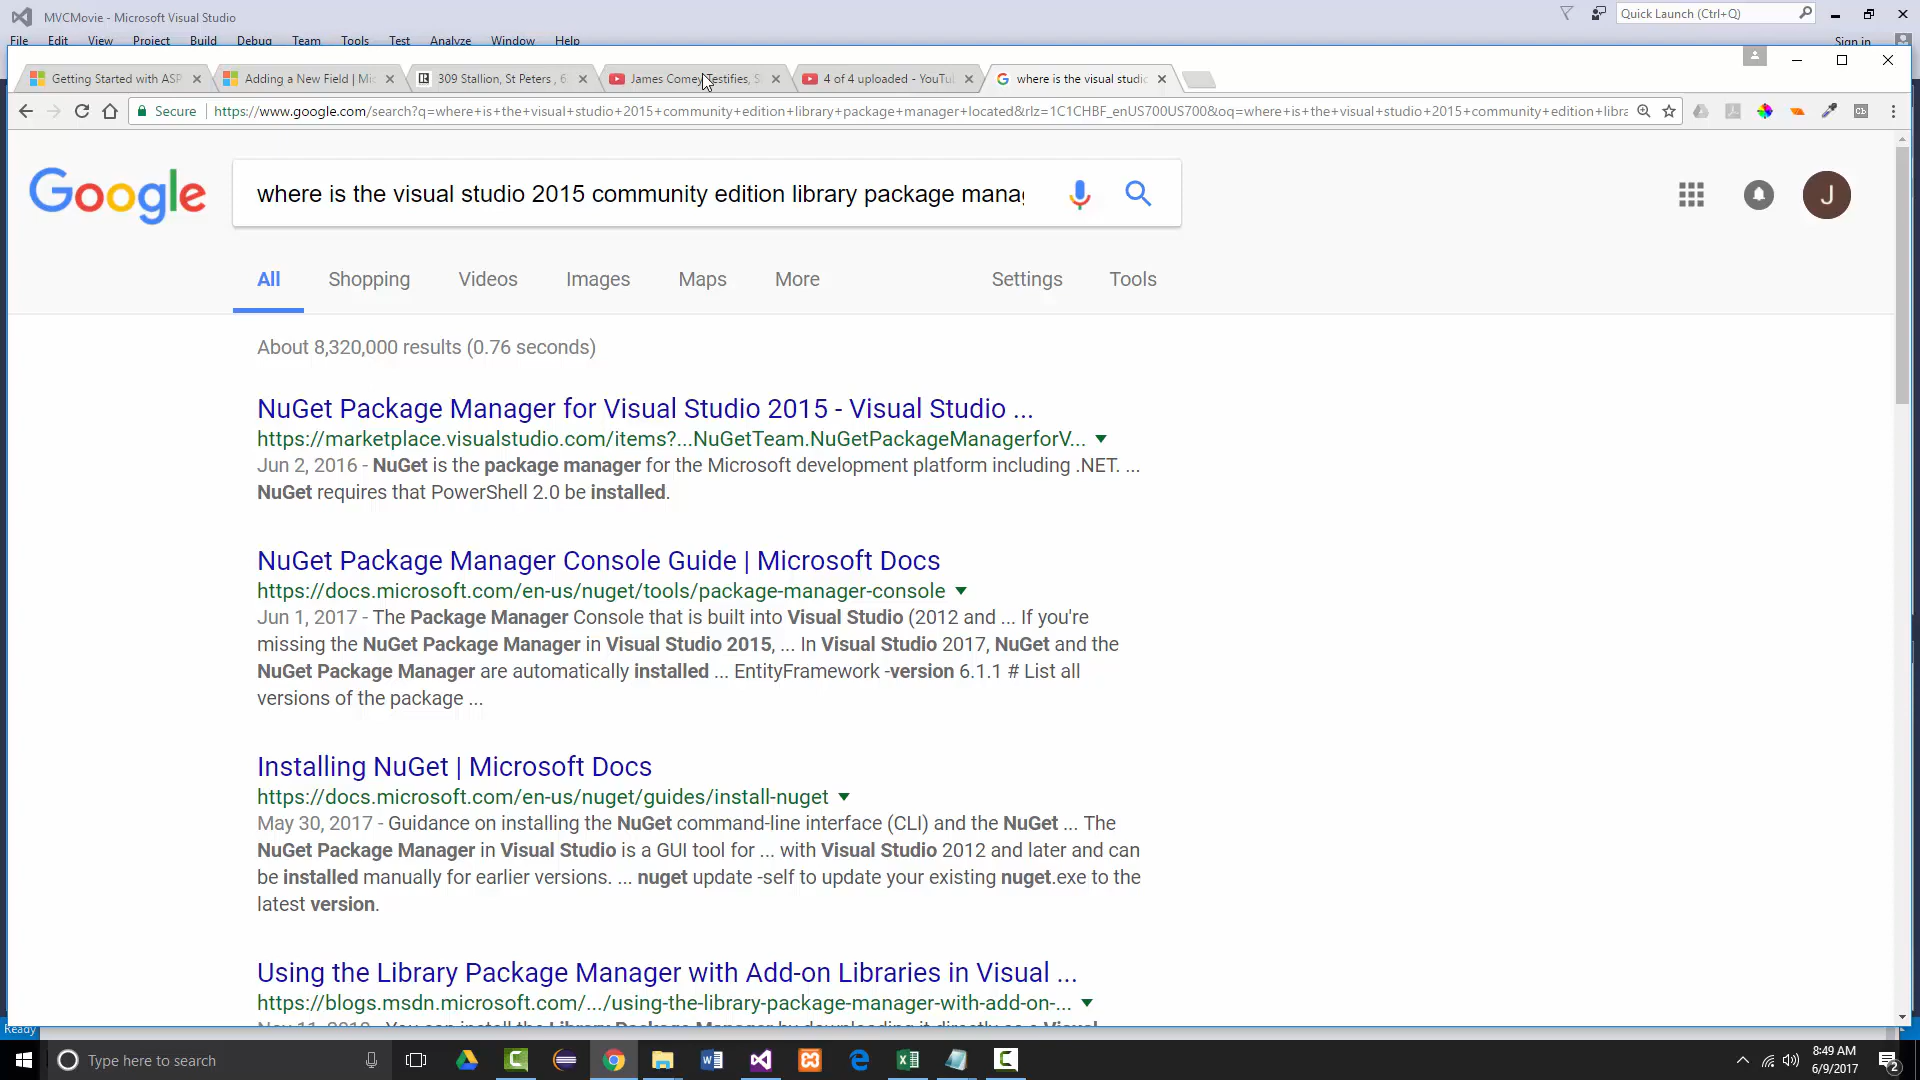 MVCMovie - Microsoft Visual Studio
Quick Launch (Ctrl+Q)
File Edit View Project Build Debug Team Tools Test Analyze Window Help
Sign in
Getting Started with ASP
Adding a New Field | Mic
309 Stallion, St Peters , 6
James Comey Testifies, S
4 of 4 uploaded - YouTu
where is the visual studio
Secure https://www.google.com/search?q=where+is+the+visual+studio+2015+community+edition+library+package+manager+located&rlz=1C1CHBF_enUS700US700&oq=where+is+the+visual+studio+2015+community+edition+libra
Google
where is the visual studio 2015 community edition library package manag
J
All Shopping Videos Images Maps More Settings Tools
About 8,320,000 results (0.76 seconds)
NuGet Package Manager for Visual Studio 2015 - Visual Studio ...
https://marketplace.visualstudio.com/items?...NuGetTeam.NuGetPackageManagerforV...
Jun 2, 2016 - NuGet is the package manager for the Microsoft development platform including .NET. ...
NuGet requires that PowerShell 2.0 be installed.
NuGet Package Manager Console Guide | Microsoft Docs
https://docs.microsoft.com/en-us/nuget/tools/package-manager-console
Jun 1, 2017 - The Package Manager Console that is built into Visual Studio (2012 and ... If you're
missing the NuGet Package Manager in Visual Studio 2015, ... In Visual Studio 2017, NuGet and the
NuGet Package Manager are automatically installed ... EntityFramework -version 6.1.1 # List all
versions of the package ...
Installing NuGet | Microsoft Docs
https://docs.microsoft.com/en-us/nuget/guides/install-nuget
May 30, 2017 - Guidance on installing the NuGet command-line interface (CLI) and the NuGet ... The
NuGet Package Manager in Visual Studio is a GUI tool for ... with Visual Studio 2012 and later and can
be installed manually for earlier versions. ... nuget update -self to update your existing nuget.exe to the
latest version.
Using the Library Package Manager with Add-on Libraries in Visual ...
https://blogs.msdn.microsoft.com/.../using-the-library-package-manager-with-add-on-...
Ready
Type here to search
8:49 AM
6/9/2017
2